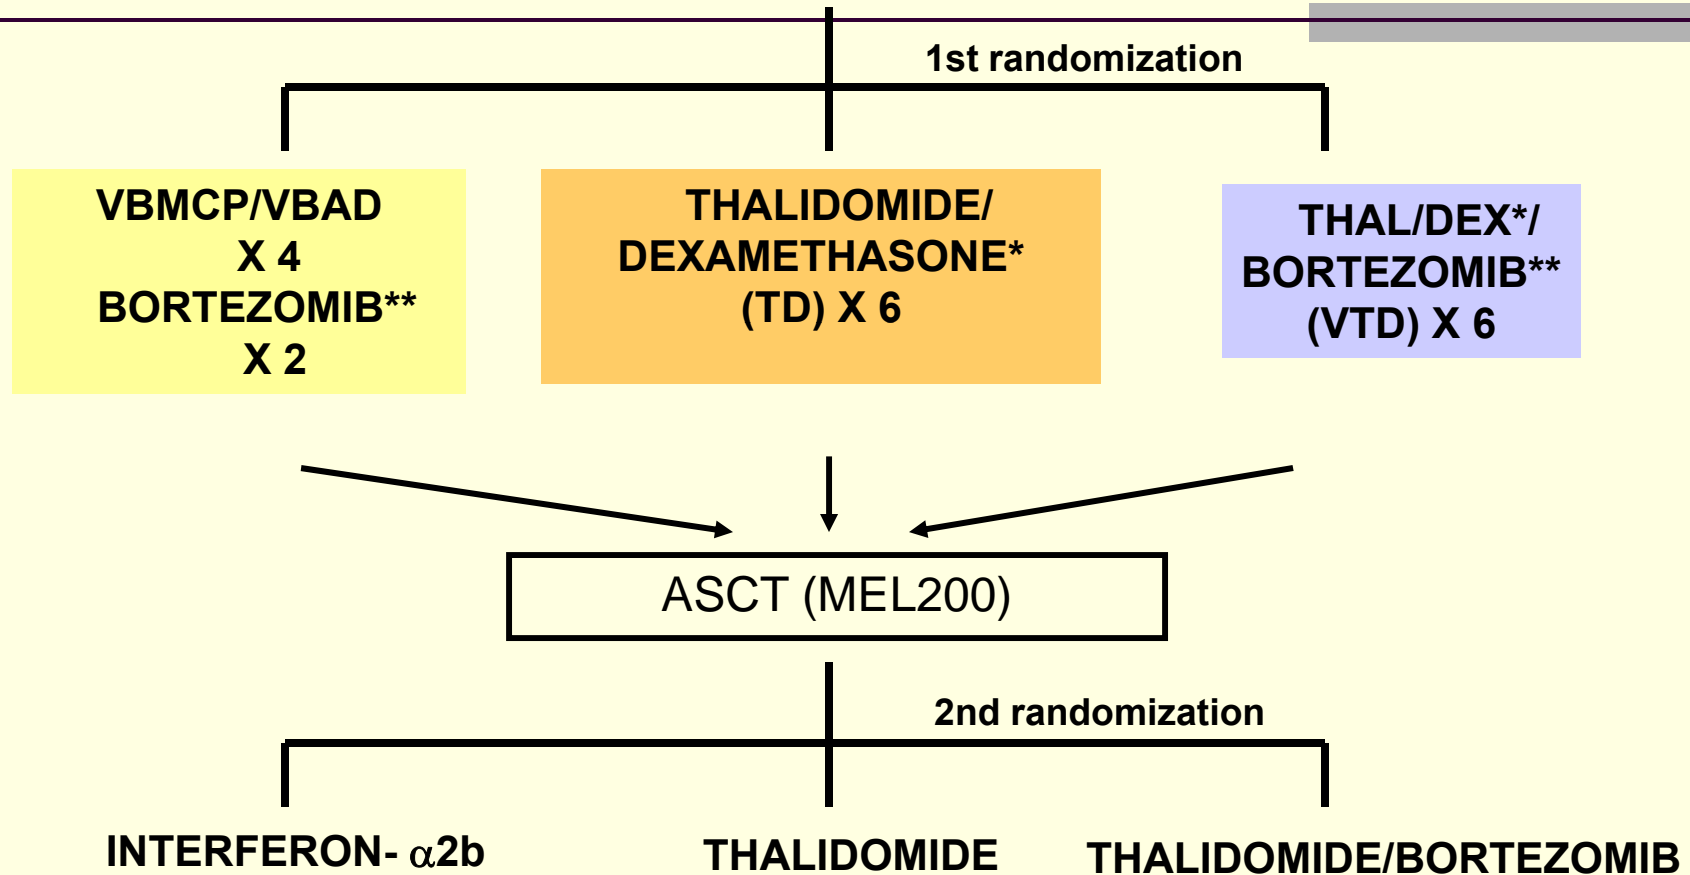 1st randomization
VBMCP/VBAD
X 4
BORTEZOMIB**
X 2
THALIDOMIDE/
DEXAMETHASONE*
(TD) X 6
THAL/DEX*/
BORTEZOMIB**
(VTD) X 6
ASCT (MEL200)
2nd randomization
INTERFERON- α2b
THALIDOMIDE
THALIDOMIDE/BORTEZOMIB